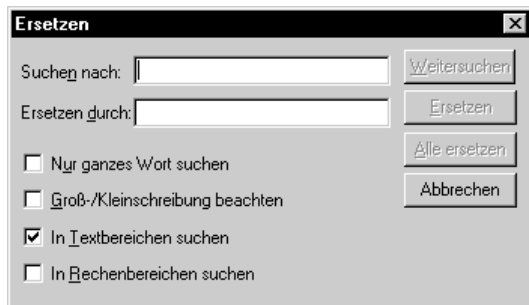 Ersetzen
Suchen nach:
Weitersuchen
Ersetzen durch:
Ersetzen
Alle ersetzen
Nur ganzes Wort suchen
Abbrechen
Groß-/Kleinschreibung beachten
In Textbereichen suchen
In Rechenbereichen suchen